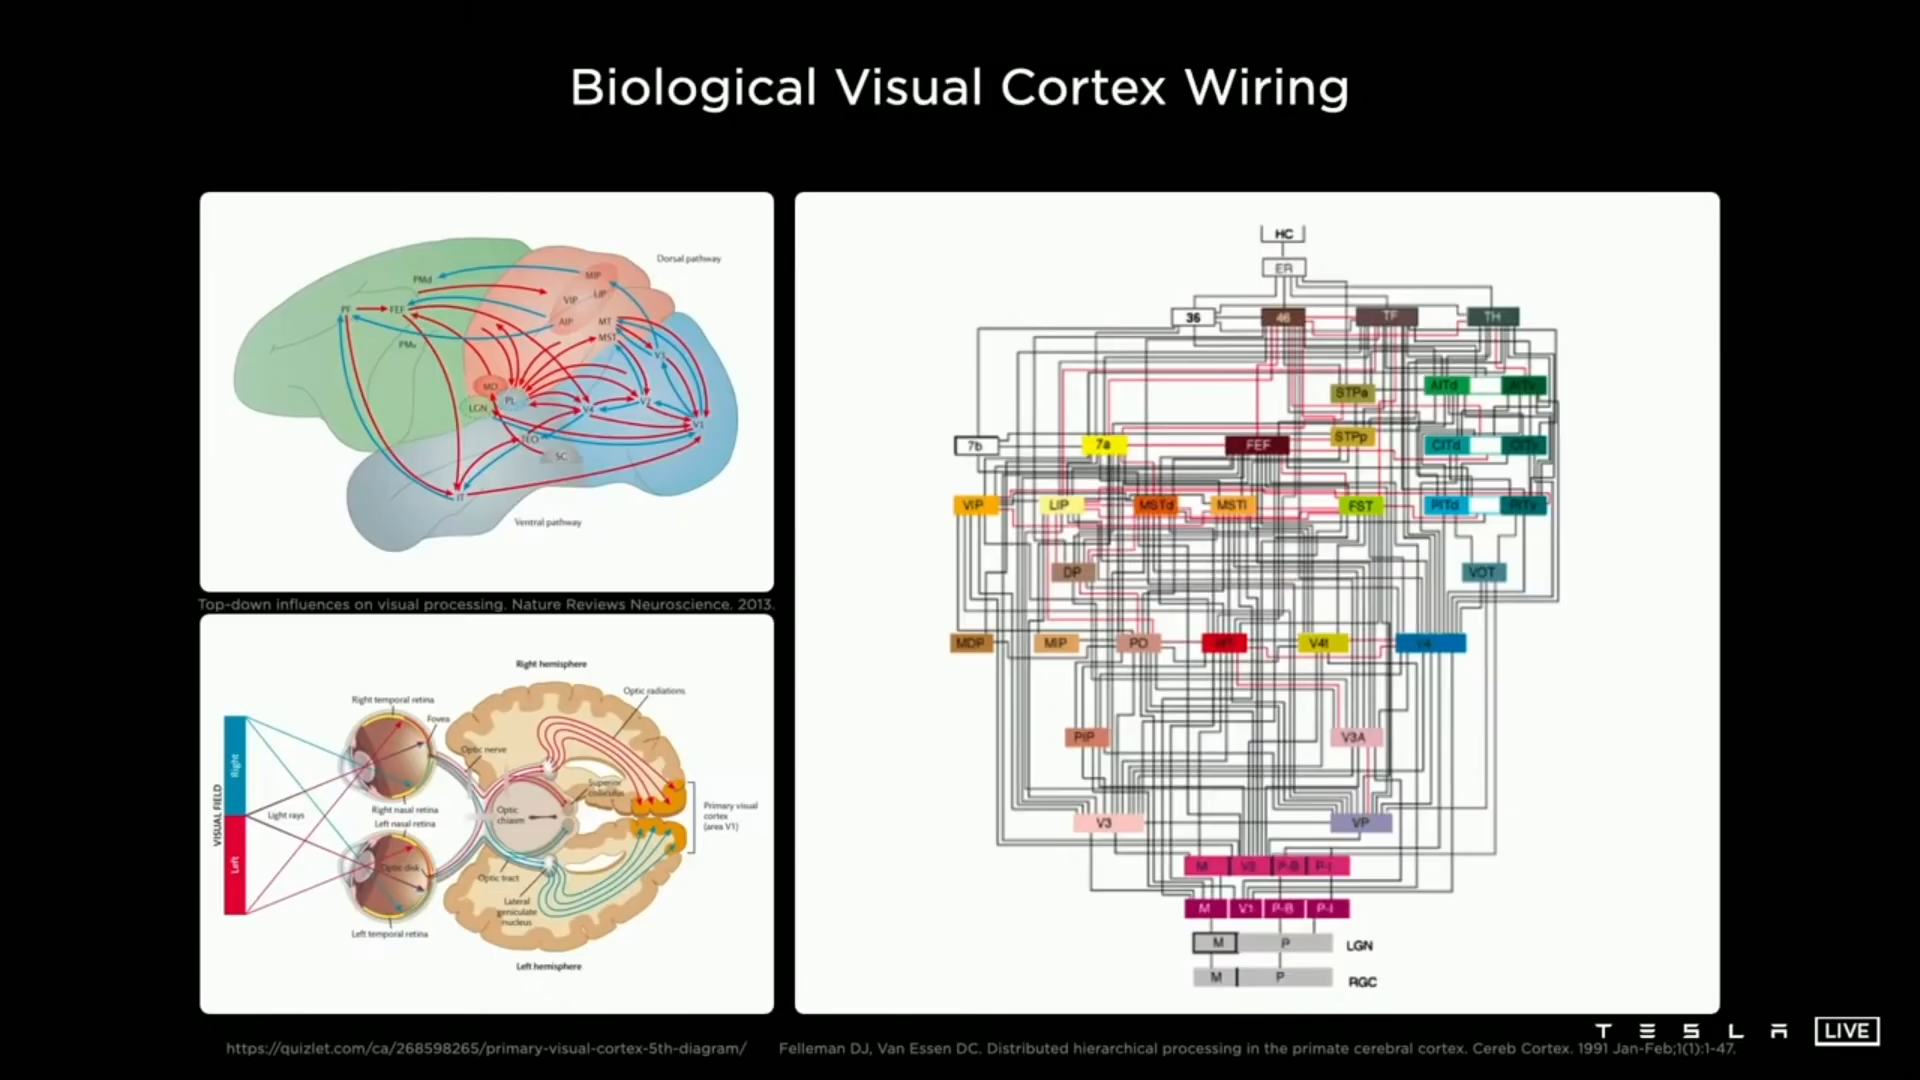 Biological Visual Cortex Wiring
Dorsal pathway
PMd
MIP
VIP
LIP
PF
FEF
AIP
MT
MST
PMv
V3
MD
PL
LGN
V4
V2
V1
TEO
SC
IT
Ventral pathway
Top-down influences on visual processing. Nature Reviews Neuroscience. 2013.
Right hemisphere
Optic radiations
Right temporal retina
Fovea
Optic nerve
Superior
colliculus
Right
VISUAL FIELD
Left
Light rays
Right nasal retina
Left nasal retina
Optic
chiasm
Primary visual
cortex
(area V1)
Optic disk
Optic tract
Lateral
geniculate
nucleus
Left temporal retina
Left hemisphere
https://quizlet.com/ca/268598265/primary-visual-cortex-5th-diagram/
HC
ER
36
46
TF
TH
STPa
AITd
AITv
7b
7a
FEF
STPp
CITd
CITv
VIP
LIP
MSTd
MSTl
FST
PITd
PITv
DP
VOT
MDP
MIP
PO
V4t
V4
PIP
V3A
V3
VP
M
V2
P-B
P-I
M
V1
P-B
P-I
M
P
LGN
M
P
RGC
Felleman DJ, Van Essen DC. Distributed hierarchical processing in the primate cerebral cortex. Cereb Cortex. 1991 Jan-Feb;1(1):1-47.
TESLA LIVE